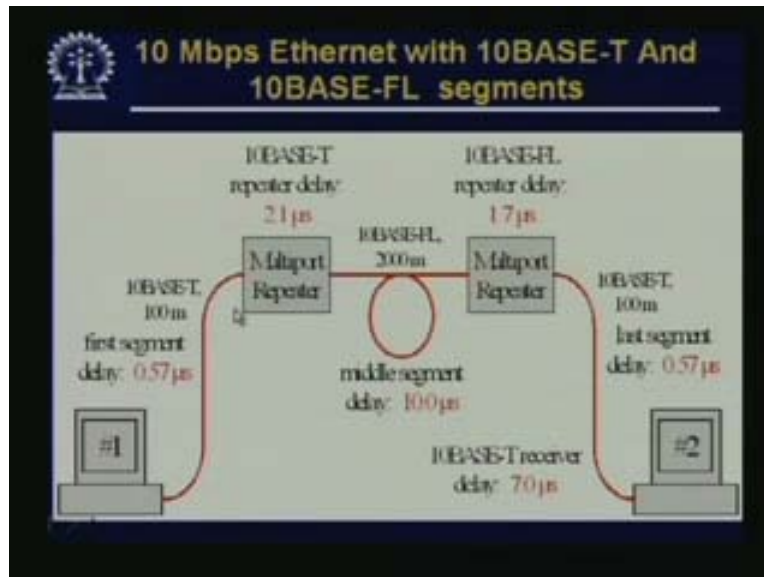 10 Mbps Ethernet with 10BASE-T And
10BASE-FL segments
10BASE-T
repeater delay:
2.1 µs
10BASE-FL
repeater delay:
1.7 µs
10BASE-FL,
2000 m
Multiport
Repeater
Multiport
Repeater
10BASE-T,
100 m
first segment
delay: 0.57 µs
10BASE-T,
100 m
last segment
delay: 0.57 µs
middle segment
delay: 10.0 µs
#1
10BASE-T receiver
delay: 7.0 µs
#2